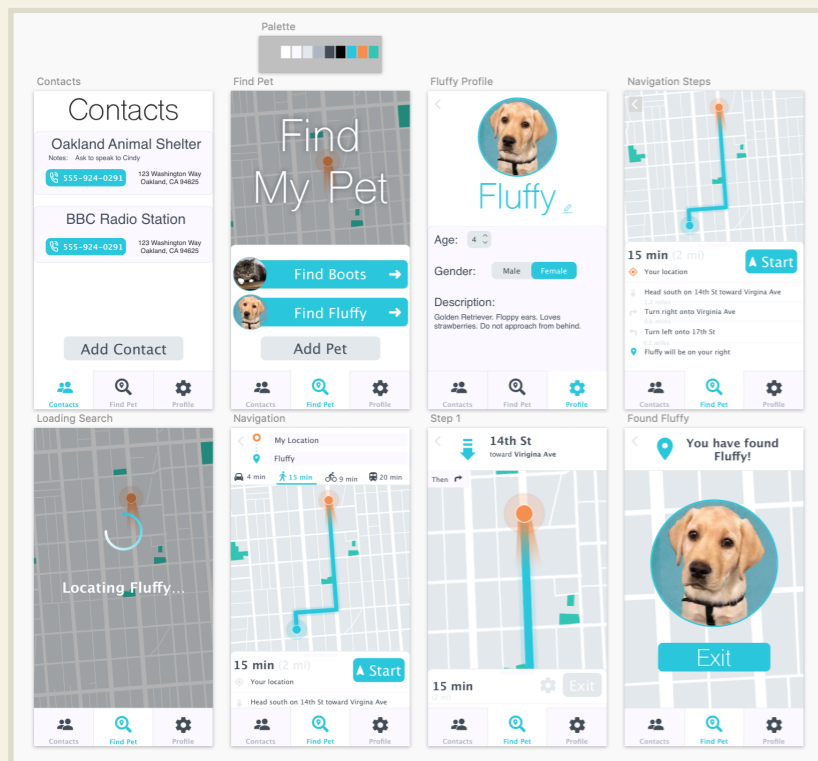 Palette
Contacts
Contacts
Oakland Animal Shelter
Notes: Ask to speak to Cindy
555-924-0291
123 Washington Way
Oakland, CA 94625
BBC Radio Station
555-924-0291
123 Washington Way
Oakland, CA 94625
Add Contact
Contacts
Find Pet
Profile
Find Pet
Find
My Pet
Find Boots
Find Fluffy
Add Pet
Contacts
Find Pet
Profile
Fluffy Profile
Fluffy
Age: 4
Gender: Male Female
Description:
Golden Retriever. Floppy ears. Loves
strawberries. Do not approach from behind.
Contacts
Find Pet
Profile
Navigation Steps
15 min (2 mi)
Start
Your location
Head south on 14th St toward Virigina Ave
Turn right onto Virginia Ave
Turn left onto 17th St
Fluffy will be on your right
Contacts
Find Pet
Profile
Loading Search
Locating Fluffy...
Contacts
Find Pet
Profile
Navigation
My Location
Fluffy
4 min 15 min 9 min 20 min
15 min (2 mi)
Start
Your location
Head south on 14th St toward Virigina Ave
Contacts
Find Pet
Profile
Step 1
14th St
toward Virigina Ave
Then
15 min
Exit
Contacts
Find Pet
Profile
Found Fluffy
You have found
Fluffy!
Exit
Contacts
Find Pet
Profile